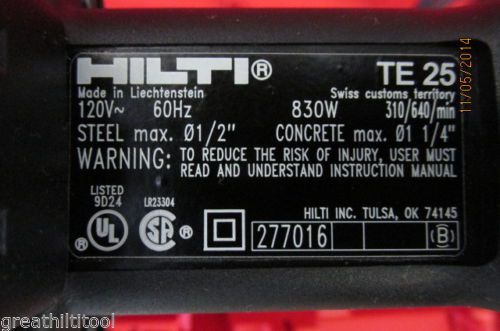 HILTI® TE 25
Made in Liechtenstein Swiss customs territory
120V~ 60Hz 830W 310/640/min
STEEL max. Ø1/2" CONCRETE max. Ø1 1/4"
WARNING: TO REDUCE THE RISK OF INJURY, USER MUST
READ AND UNDERSTAND INSTRUCTION MANUAL
LISTED
9D24 LR23304
HILTI INC. TULSA, OK 74145
® UL SA ® 277016 (B)
11/05/2014
greathiltitool